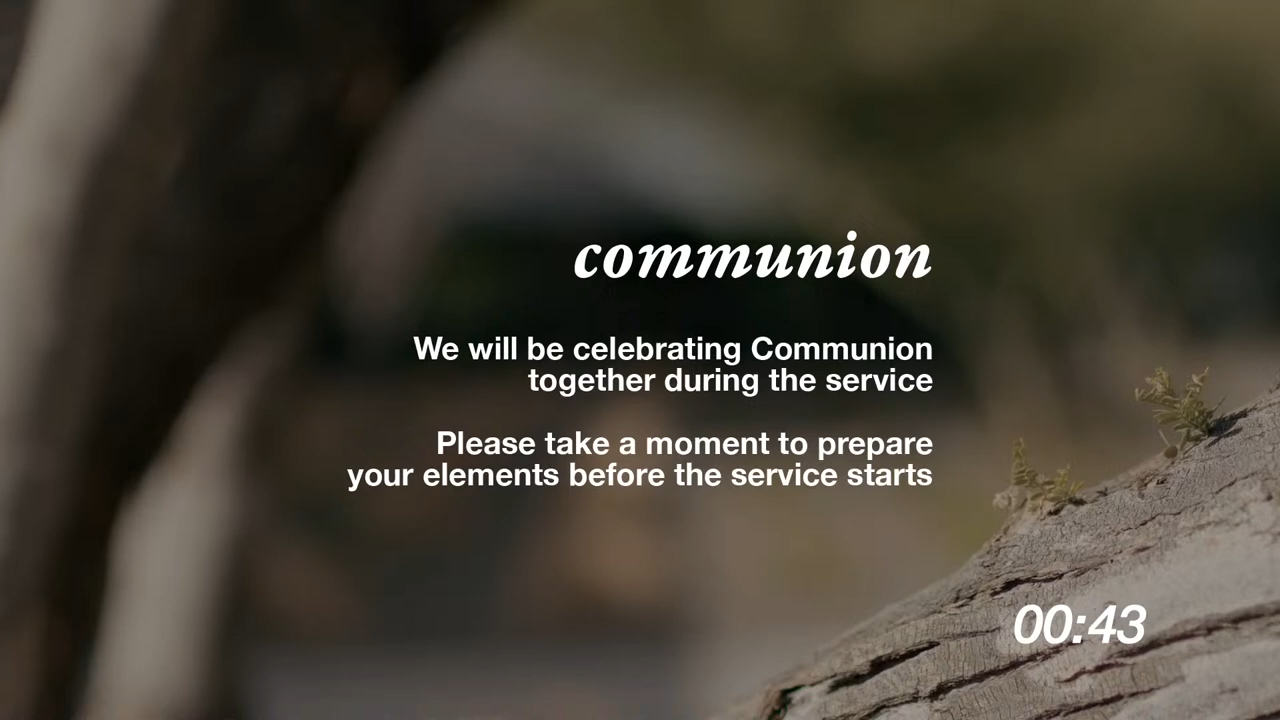 communion
We will be celebrating Communion
together during the service
Please take a moment to prepare
your elements before the service starts
00:43